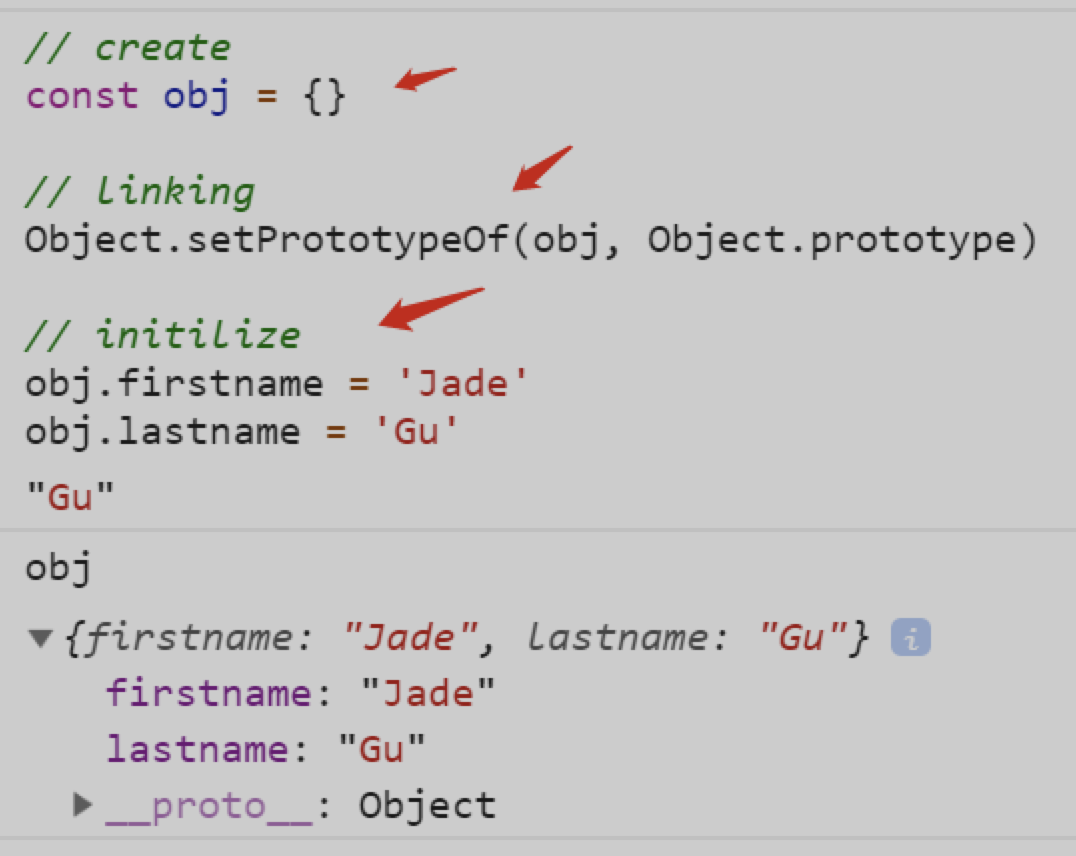 // create
const obj = {}
// linking
Object.setPrototypeOf(obj, Object.prototype)
// initilize
obj.firstname = 'Jade'
obj.lastname = 'Gu'
"Gu"
obj
▼ {firstname: "Jade", lastname: "Gu"} i
firstname: "Jade"
lastname: "Gu"
▶ __proto__: Object